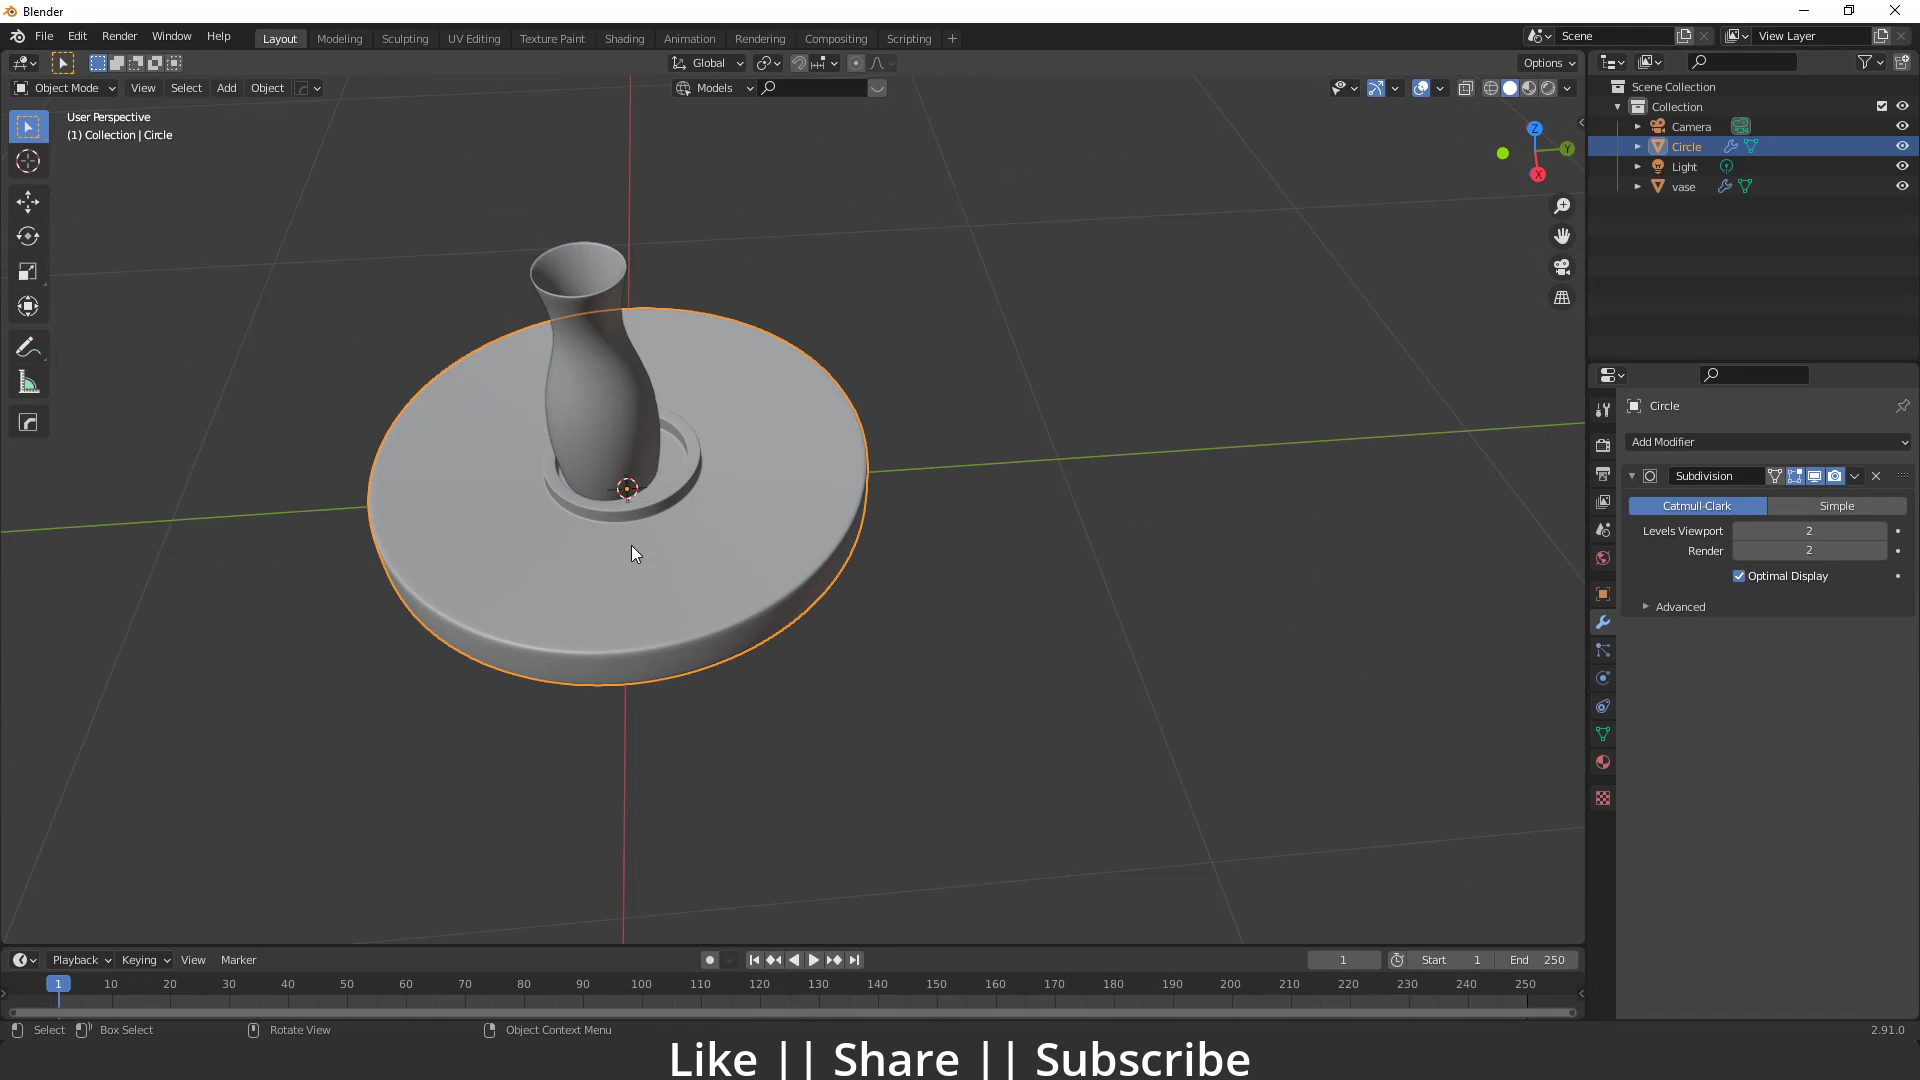 Blender
File Edit Render Window Help Layout Modeling Sculpting UV Editing Texture Paint Shading Animation Rendering Compositing Scripting + Scene View Layer
Global Options
Object Mode View Select Add Object Models
User Perspective
(1) Collection | Circle
Z
Y
X
Scene Collection
Collection
Camera
Circle
Light
vase
Circle
Add Modifier
Subdivision
Catmull-Clark Simple
Levels Viewport 2
Render 2
Optimal Display
Advanced
Playback Keying View Marker 1 Start 1 End 250
1 10 20 30 40 50 60 70 80 90 100 110 120 130 140 150 160 170 180 190 200 210 220 230 240 250
Select Box Select Rotate View Object Context Menu 2.91.0
Like || Share || Subscribe